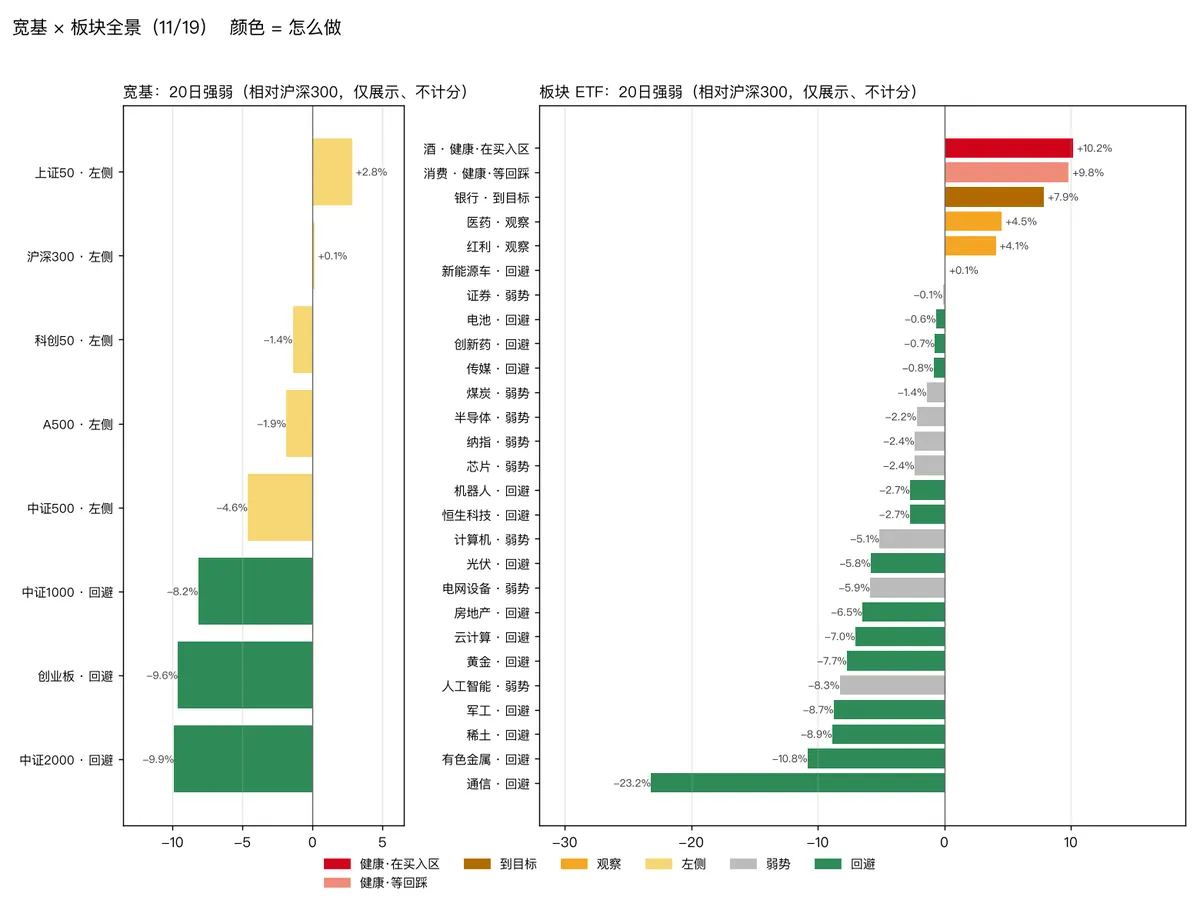 宽基 × 板块全景（11/19） 颜色 = 怎么做
宽基：20日强弱（相对沪深300，仅展示、不计分）
上证50 · 左侧 +2.8%
沪深300 · 左侧 +0.1%
科创50 · 左侧 −1.4%
A500 · 左侧 −1.9%
中证500 · 左侧 −4.6%
中证1000 · 回避 −8.2%
创业板 · 回避 −9.6%
中证2000 · 回避 −9.9%
−10 −5 0 5
板块 ETF：20日强弱（相对沪深300，仅展示、不计分）
酒 · 健康·在买入区 +10.2%
消费 · 健康·等回踩 +9.8%
银行 · 到目标 +7.9%
医药 · 观察 +4.5%
红利 · 观察 +4.1%
新能源车 · 回避 +0.1%
证券 · 弱势 −0.1%
电池 · 回避 −0.6%
创新药 · 回避 −0.7%
传媒 · 回避 −0.8%
煤炭 · 弱势 −1.4%
半导体 · 弱势 −2.2%
纳指 · 弱势 −2.4%
芯片 · 弱势 −2.4%
机器人 · 回避 −2.7%
恒生科技 · 回避 −2.7%
计算机 · 弱势 −5.1%
光伏 · 回避 −5.8%
电网设备 · 弱势 −5.9%
房地产 · 回避 −6.5%
云计算 · 回避 −7.0%
黄金 · 回避 −7.7%
人工智能 · 弱势 −8.3%
军工 · 回避 −8.7%
稀土 · 回避 −8.9%
有色金属 · 回避 −10.8%
通信 · 回避 −23.2%
−30 −20 −10 0 10
健康·在买入区 到目标 观察 左侧 弱势 回避
健康·等回踩